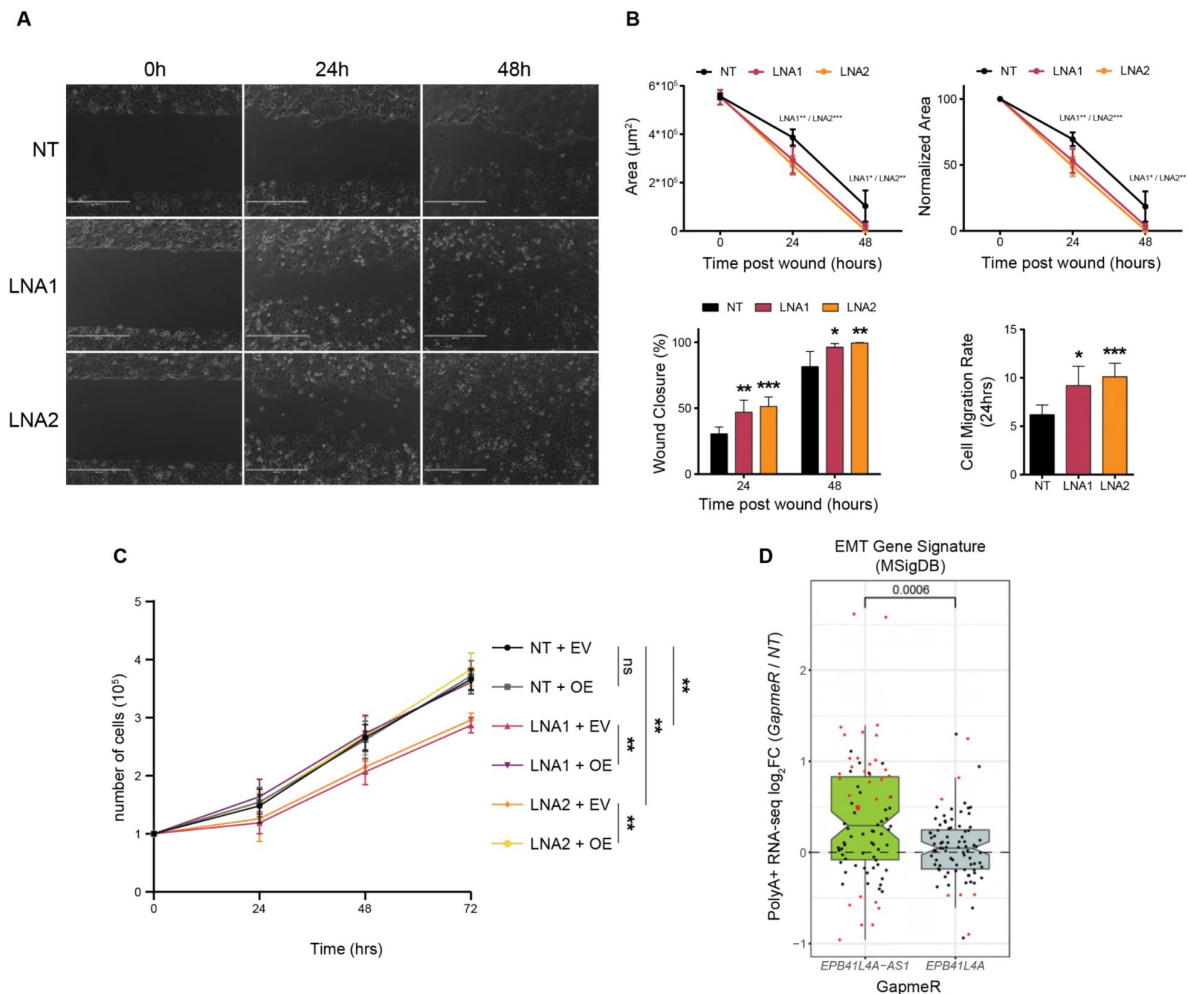 A
0h 24h 48h
NT
LNA1
LNA2
B
NT LNA1 LNA2
6*10⁵
4*10⁵
2*10⁵
0
Area (µm²)
LNA1** / LNA2***
LNA1* / LNA2**
0 24 48
Time post wound (hours)
NT LNA1 LNA2
100
50
0
Normalized Area
LNA1** / LNA2***
LNA1* / LNA2**
0 24 48
Time post wound (hours)
NT LNA1 LNA2
100
50
0
Wound Closure (%)
** *** * **
24 48
Time post wound (hours)
15
10
5
0
Cell Migration Rate
(24hrs)
* ***
NT LNA1 LNA2
C
5
4
3
2
1
0
number of cells (10⁵)
0 24 48 72
Time (hrs)
NT + EV
NT + OE
LNA1 + EV
LNA1 + OE
LNA2 + EV
LNA2 + OE
ns
**
**
**
**
D
EMT Gene Signature
(MSigDB)
0.0006
2
1
0
−1
PolyA+ RNA-seq log₂FC (GapmeR / NT)
EPB41L4A−AS1 EPB41L4A
GapmeR